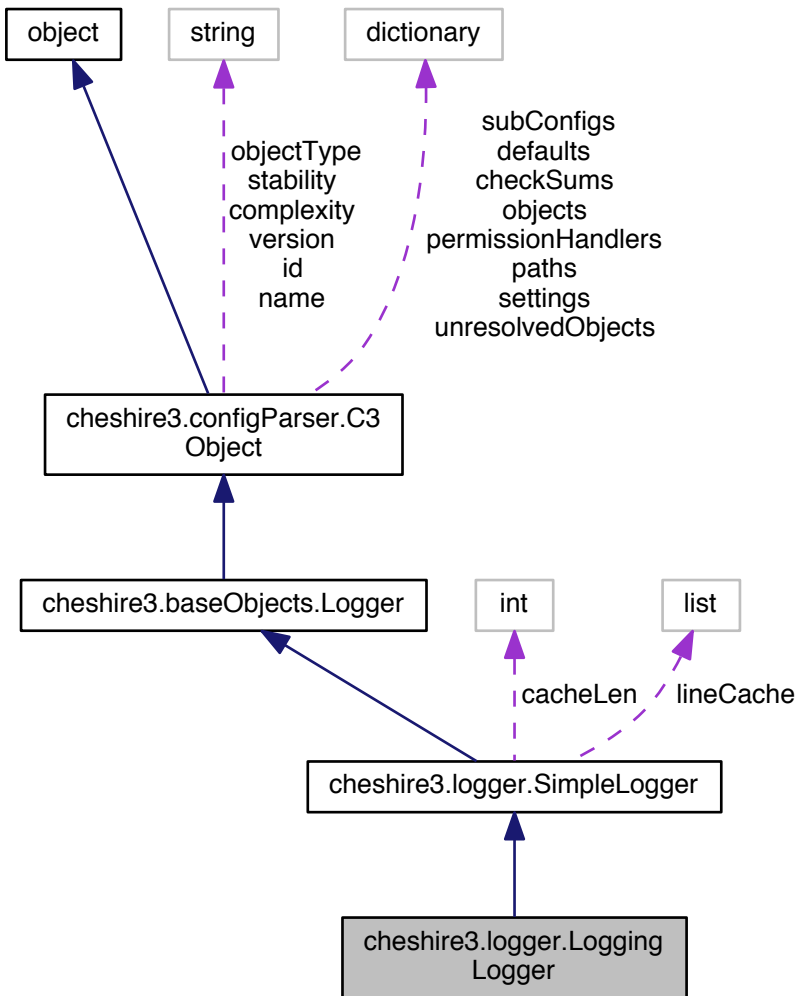 object
string
dictionary
objectType
stability
complexity
version
id
name
subConfigs
defaults
checkSums
objects
permissionHandlers
paths
settings
unresolvedObjects
cheshire3.configParser.C3
Object
cheshire3.baseObjects.Logger
int
list
cacheLen
lineCache
cheshire3.logger.SimpleLogger
cheshire3.logger.Logging
Logger